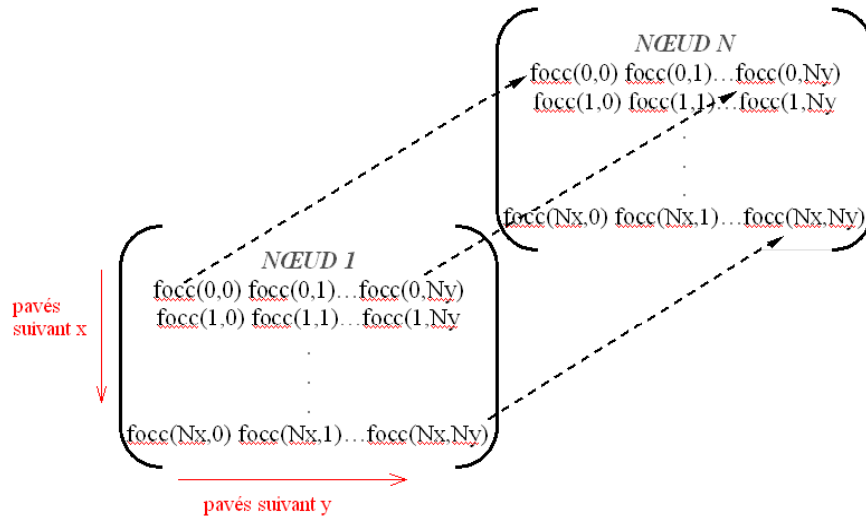 NŒUD N
focc(0,0) focc(0,1)…focc(0,Ny)
focc(1,0) focc(1,1)…focc(1,Ny
.
.
.
focc(Nx,0) focc(Nx,1)…focc(Nx,Ny)
NŒUD 1
focc(0,0) focc(0,1)…focc(0,Ny)
focc(1,0) focc(1,1)…focc(1,Ny
.
.
.
focc(Nx,0) focc(Nx,1)…focc(Nx,Ny)
pavés
suivant x
pavés suivant y